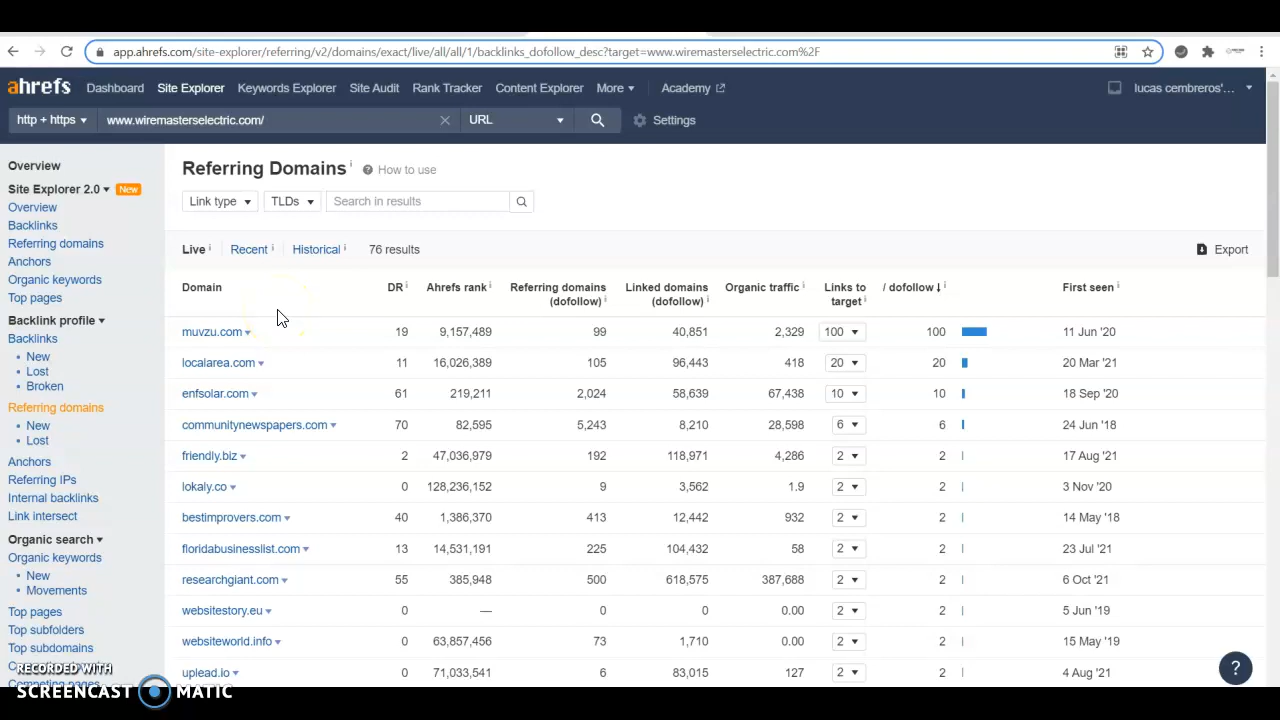 app.ahrefs.com/site-explorer/referring/v2/domains/exact/live/all/all/1/backlinks_dofollow_desc?target=www.wiremasterselectric.com%2F
ahrefs Dashboard Site Explorer Keywords Explorer Site Audit Rank Tracker Content Explorer More Academy lucas cembreros'...
http + https www.wiremasterselectric.com/ URL Settings
Overview
Site Explorer 2.0 New
Overview
Backlinks
Referring domains
Anchors
Organic keywords
Top pages
Backlink profile
Backlinks
• New
• Lost
• Broken
Referring domains
• New
• Lost
Anchors
Referring IPs
Internal backlinks
Link intersect
Organic search
Organic keywords
• New
• Movements
Top pages
Top subfolders
Top subdomains
Competing pages
Referring Domains i ? How to use
Link type TLDs Search in results
Live i Recent i Historical i 76 results Export
Domain DR i Ahrefs rank i Referring domains (dofollow) i Linked domains (dofollow) i Organic traffic i Links to target i / dofollow ↓ i First seen i
muvzu.com 19 9,157,489 99 40,851 2,329 100 100 11 Jun '20
localarea.com 11 16,026,389 105 96,443 418 20 20 20 Mar '21
enfsolar.com 61 219,211 2,024 58,639 67,438 10 10 18 Sep '20
communitynewspapers.com 70 82,595 5,243 8,210 28,598 6 6 24 Jun '18
friendly.biz 2 47,036,979 192 118,971 4,286 2 2 17 Aug '21
lokaly.co 0 128,236,152 9 3,562 1.9 2 2 3 Nov '20
bestimprovers.com 40 1,386,370 413 12,442 932 2 2 14 May '18
floridabusinesslist.com 13 14,531,191 225 104,432 58 2 2 23 Jul '21
researchgiant.com 55 385,948 500 618,575 387,688 2 2 6 Oct '21
websitestory.eu 0 — 0 0 0.00 2 2 5 Jun '19
websiteworld.info 0 63,857,456 73 1,710 0.00 2 2 15 May '19
uplead.io 0 71,033,541 6 83,015 127 2 2 4 Aug '21
?
RECORDED WITH
SCREENCAST MATIC